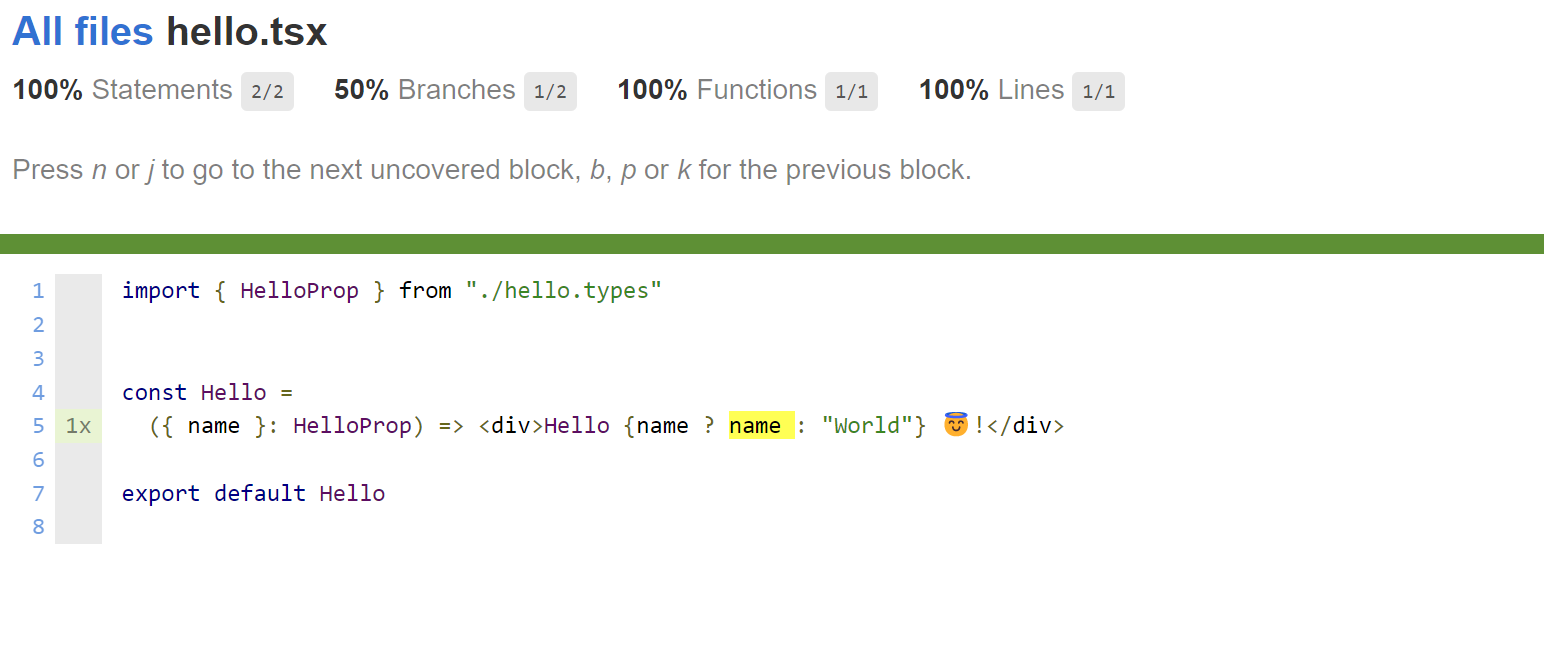 All files hello.tsx
100% Statements 2/2 50% Branches 1/2 100% Functions 1/1 100% Lines 1/1
Press n or j to go to the next uncovered block, b, p or k for the previous block.
1 import { HelloProp } from "./hello.types"
2
3
4 const Hello =
5 1x ({ name }: HelloProp) => <div>Hello {name ? name : "World"} 😇!</div>
6
7 export default Hello
8